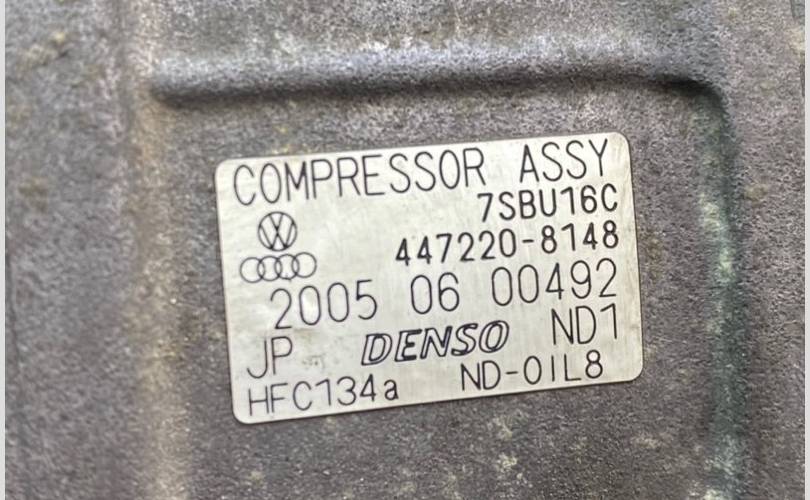 COMPRESSOR ASSY
7SBU16C
447220-8148
2005 06 00492
JP DENSO ND1
HFC134a ND-OIL8